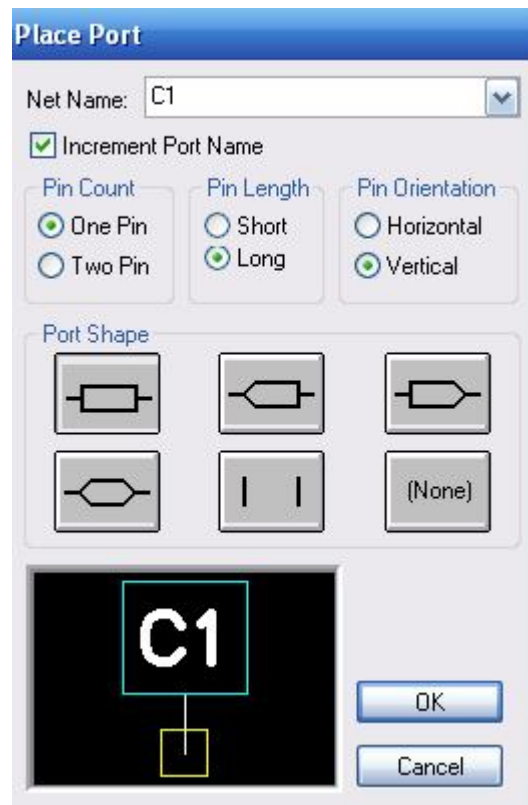 Place Port
Net Name: C1
Increment Port Name
Pin Count Pin Length Pin Orientation
One Pin Short Horizontal
Two Pin Long Vertical
Port Shape
(None)
C1
OK
Cancel